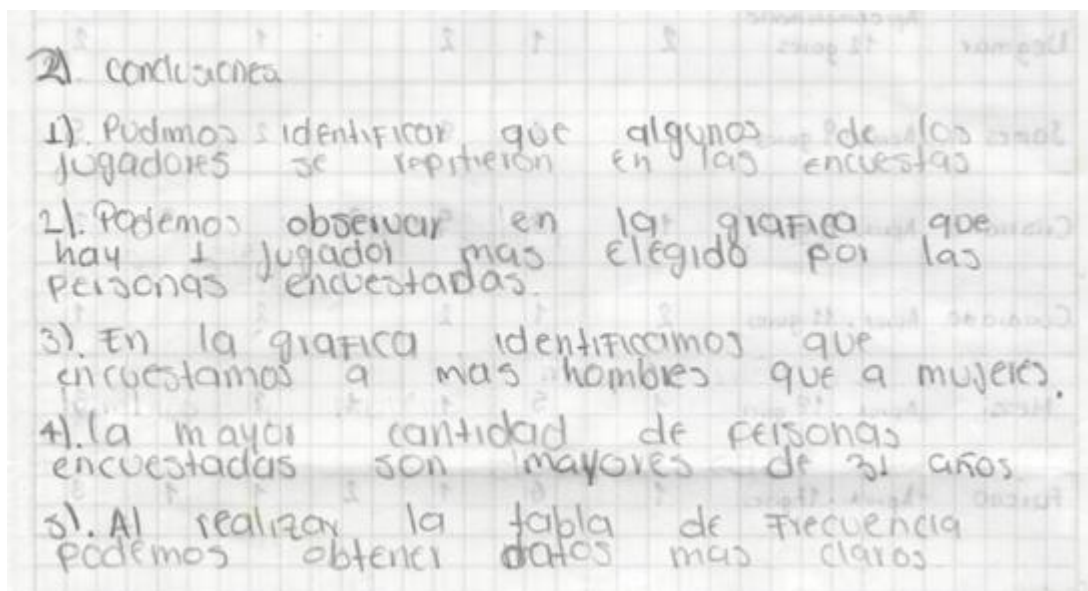 2). conclusiones
1). Pudimos identificar que algunos de los
jugadores se repitieron en las encuestas
2). Podemos observar en la grafica que
hay 1 jugador mas elegido por las
personas encuestadas.
3). En la grafica identificamos que
encuestamos a mas hombres que a mujeres.
4). la mayor cantidad de personas
encuestadas son mayores de 31 años
5). Al realizar la tabla de frecuencia
podemos obtener datos mas claros